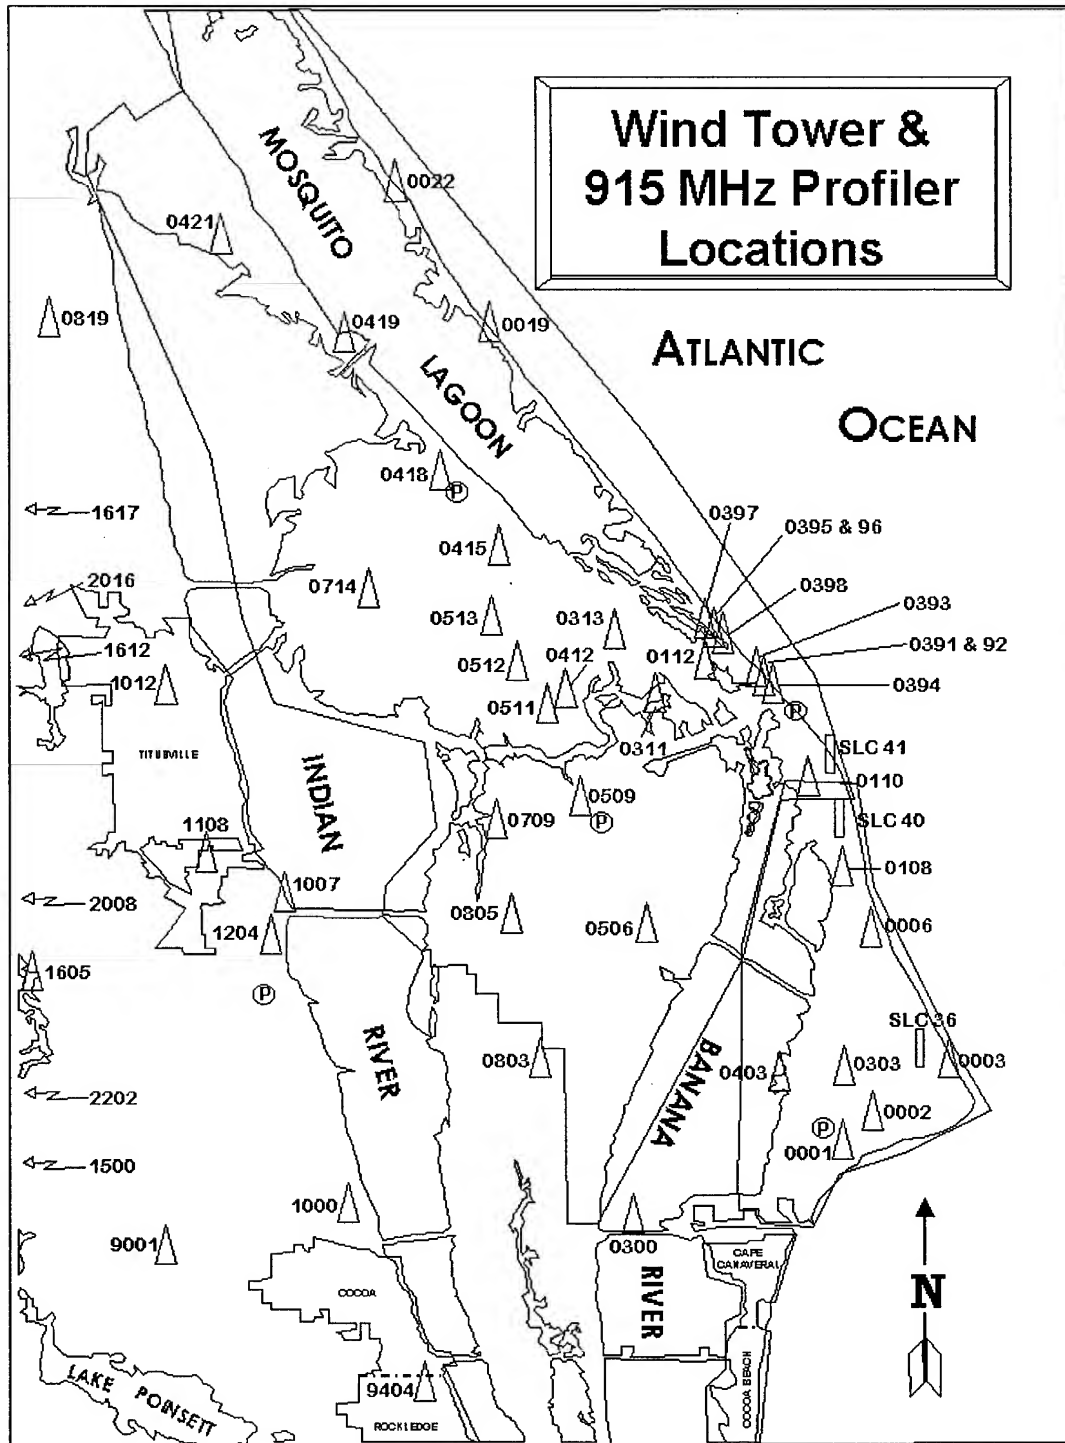 Wind Tower &
915 MHz Profiler
Locations
MOSQUITO
LAGOON
0022
0421
0819
0419
0019
ATLANTIC
OCEAN
0418
P
1617
0397
0395 & 96
0415
0398
2016
0714
0393
0513
0313
1612
0391 & 92
0512
0412
0112
1012
0394
0511
P
0311
TITUSVILLE
SLC 41
INDIAN
0110
0509
0709
P
SLC 40
1108
0108
1007
2008
0805
0506
0006
1204
1605
P
SLC 36
RIVER
BANANA
0803
0403
0303
0003
2202
0002
P
0001
1500
1000
9001
0300
CAPE
CANAVERAL
N
COCOA
RIVER
LAKE POINSETT
9404
COCOA BEACH
ROCKLEDGE